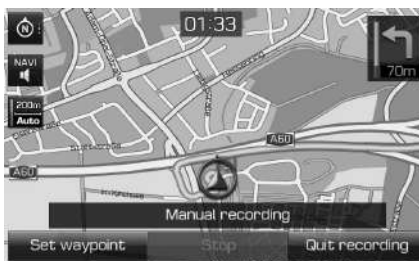 N
01:33
NAVI
70m
200m
Auto
A60
A60
Manual recording
Set waypoint
Stop
Quit recording